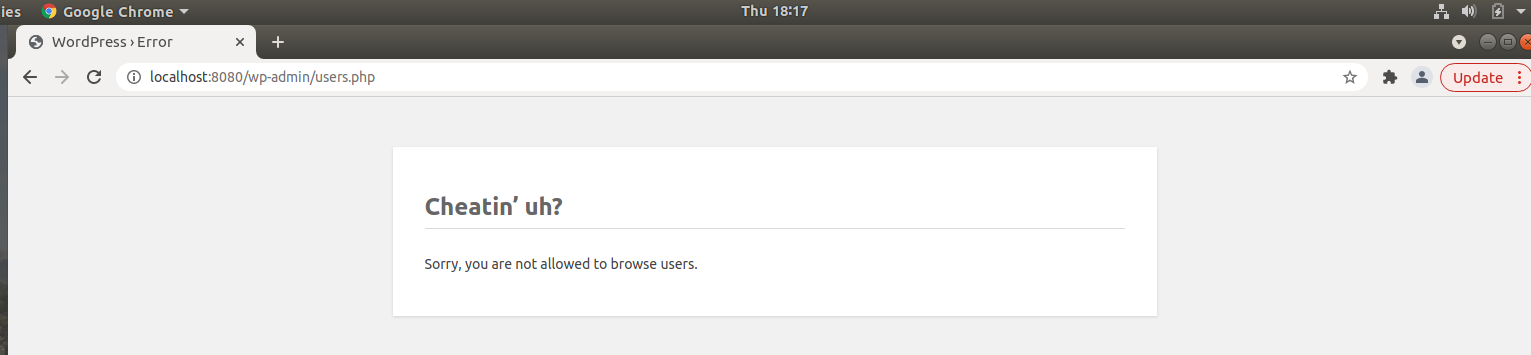 ies Google Chrome Thu 18:17
WordPress › Error
localhost:8080/wp-admin/users.php Update
Cheatin’ uh?
Sorry, you are not allowed to browse users.